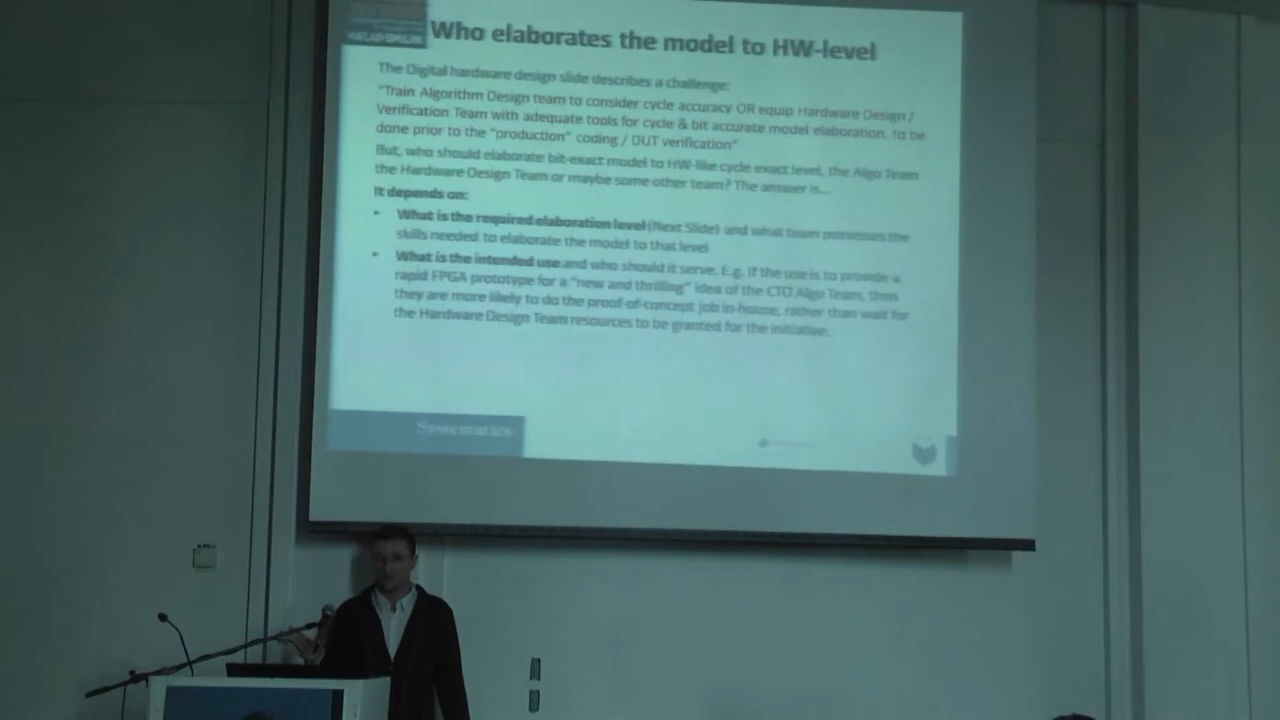 Who elaborates the model to HW-level
The Digital hardware design slide describes a challenge:
"Train Algorithm Design team to consider cycle accuracy OR equip Hardware Design /
Verification Team with adequate tools for cycle & bit accurate model elaboration, to be
done prior to the "production" coding / DUT verification"
But, who should elaborate bit-exact model to HW-like cycle exact level, the Algo Team
the Hardware Design Team or maybe some other team? The answer is...
It depends on:
• What is the required elaboration level (Next Slide) and what team possesses the
skills needed to elaborate the model to that level
• What is the intended use and who should it serve. E.g. If the use is to provide a
rapid FPGA prototype for a "new and thrilling" idea of the CTO Algo Team, then
they are more likely to do the proof-of-concept job in-house, rather than wait for
the Hardware Design Team resources to be granted for the initiative.
Systematics